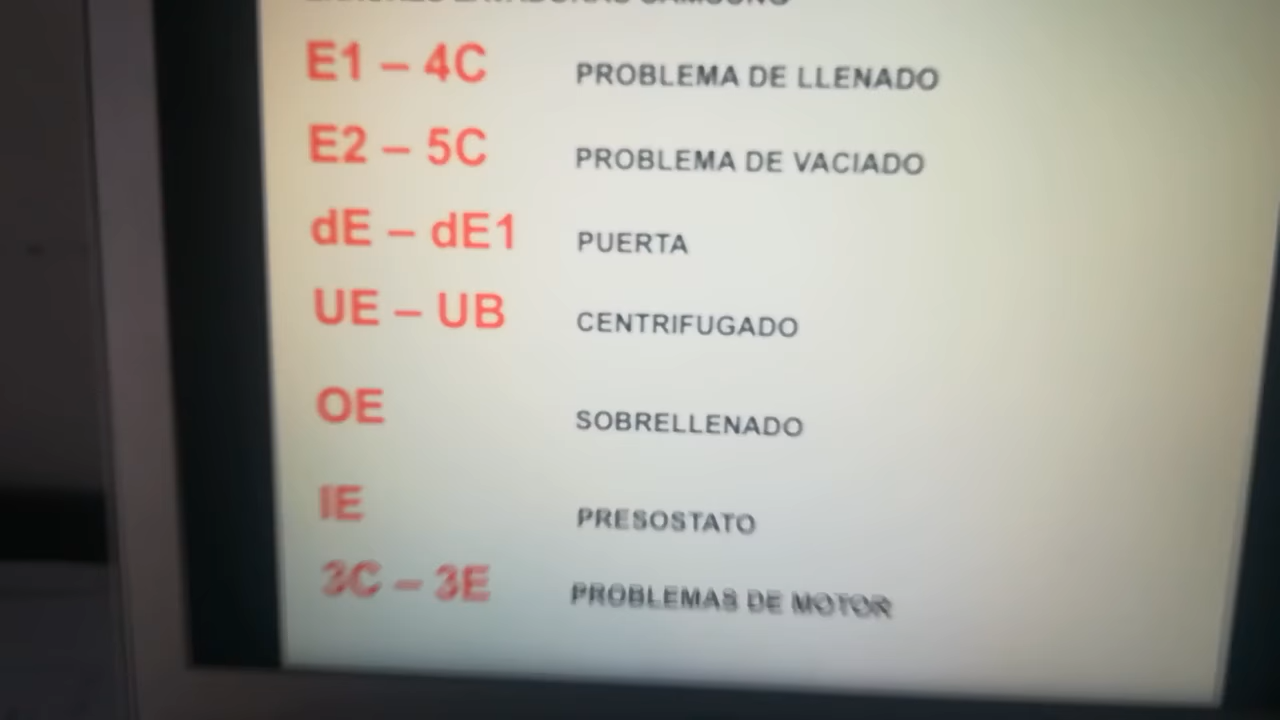 E1 – 4C PROBLEMA DE LLENADO
E2 – 5C PROBLEMA DE VACIADO
dE – dE1 PUERTA
UE – UB CENTRIFUGADO
OE SOBRELLENADO
IE PRESOSTATO
3C – 3E PROBLEMAS DE MOTOR